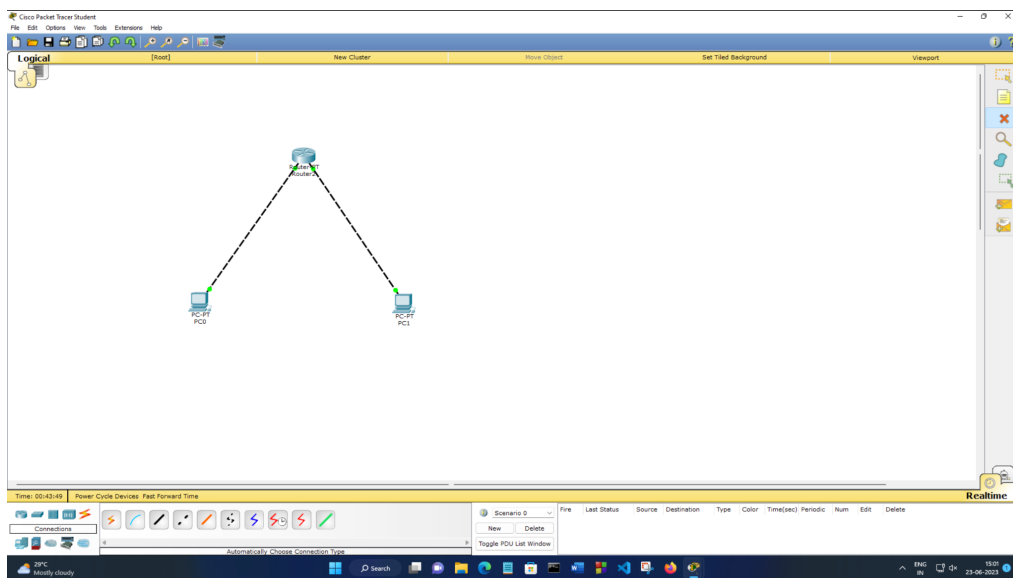 Cisco Packet Tracer Student
File Edit Options View Tools Extensions Help
Logical [Root] New Cluster Move Object Set Tiled Background Viewport
Router-PT
Router2
PC-PT
PC0
PC-PT
PC1
Time: 00:43:49 Power Cycle Devices Fast Forward Time Realtime
Scenario 0 Fire Last Status Source Destination Type Color Time(sec) Periodic Num Edit Delete
Connections New Delete
Toggle PDU List Window
Automatically Choose Connection Type
29°C
Mostly cloudy
Search
ENG
IN
15:01
23-06-2023